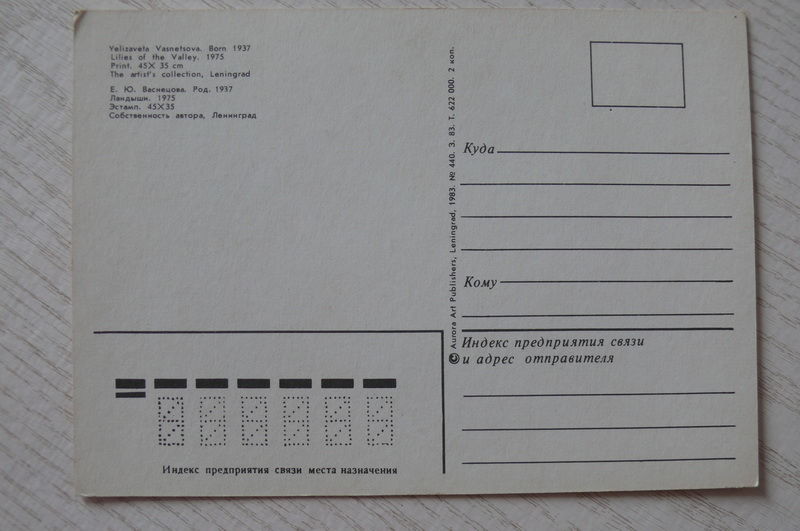 Yelizaveta Vasnetsova. Born 1937
Lilies of the Valley. 1975
Print. 45X 35 cm
The artist's collection, Leningrad
Е. Ю. Васнецова. Род. 1937
Ландыши. 1975
Эстамп. 45X35
Собственность автора, Ленинград
Aurora Art Publishers, Leningrad, 1983. № 440. З. 83. Т. 622 000. 2 коп.
Куда
Кому
Индекс предприятия связи
и адрес отправителя
Индекс предприятия связи места назначения